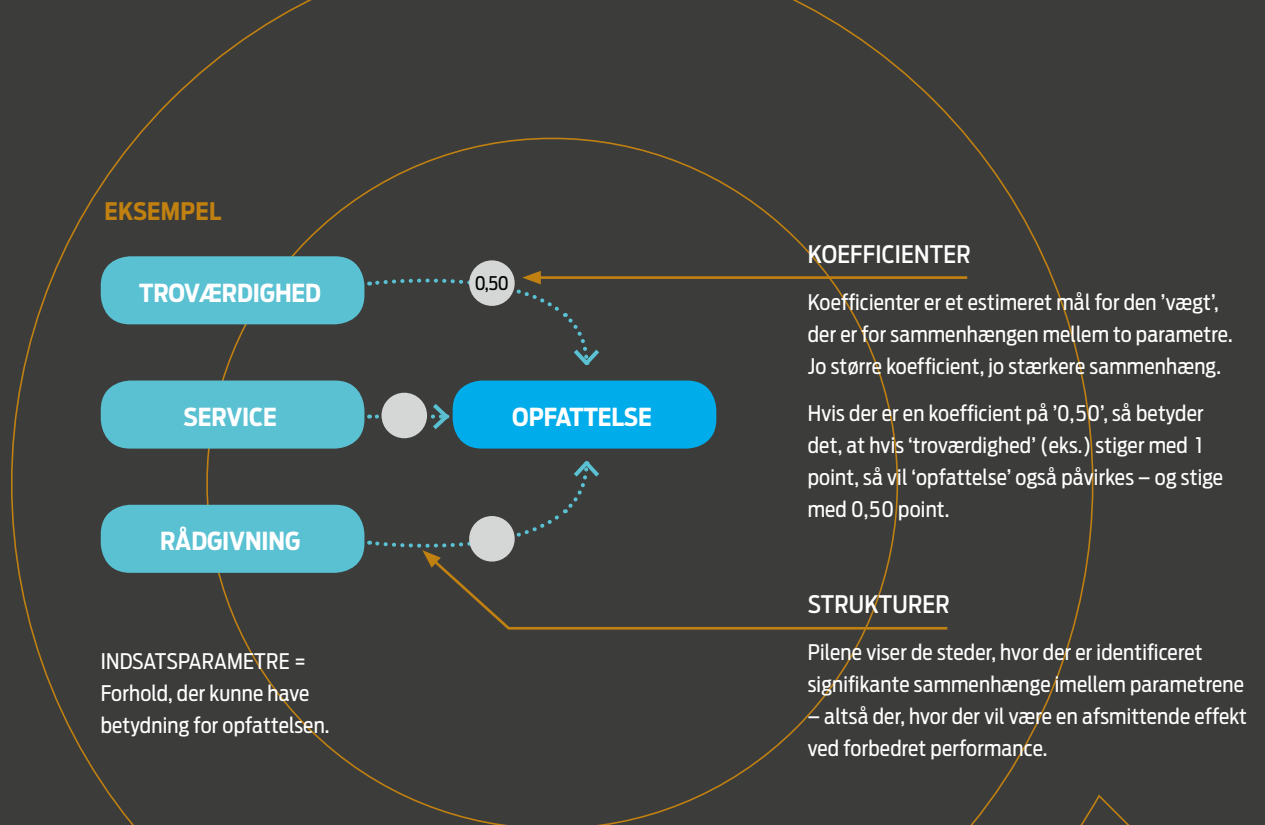 EKSEMPEL
TROVÆRDIGHED
0,50
SERVICE
OPFATTELSE
RÅDGIVNING
INDSATSPARAMETRE =
Forhold, der kunne have
betydning for opfattelsen.
KOEFFICIENTER
Koefficienter er et estimeret mål for den ’vægt’,
der er for sammenhængen mellem to parametre.
Jo større koefficient, jo stærkere sammenhæng.
Hvis der er en koefficient på ’0,50’, så betyder
det, at hvis ‘troværdighed’ (eks.) stiger med 1
point, så vil ‘opfattelse’ også påvirkes – og stige
med 0,50 point.
STRUKTURER
Pilene viser de steder, hvor der er identificeret
signifikante sammenhænge imellem parametrene
– altså der, hvor der vil være en afsmittende effekt
ved forbedret performance.